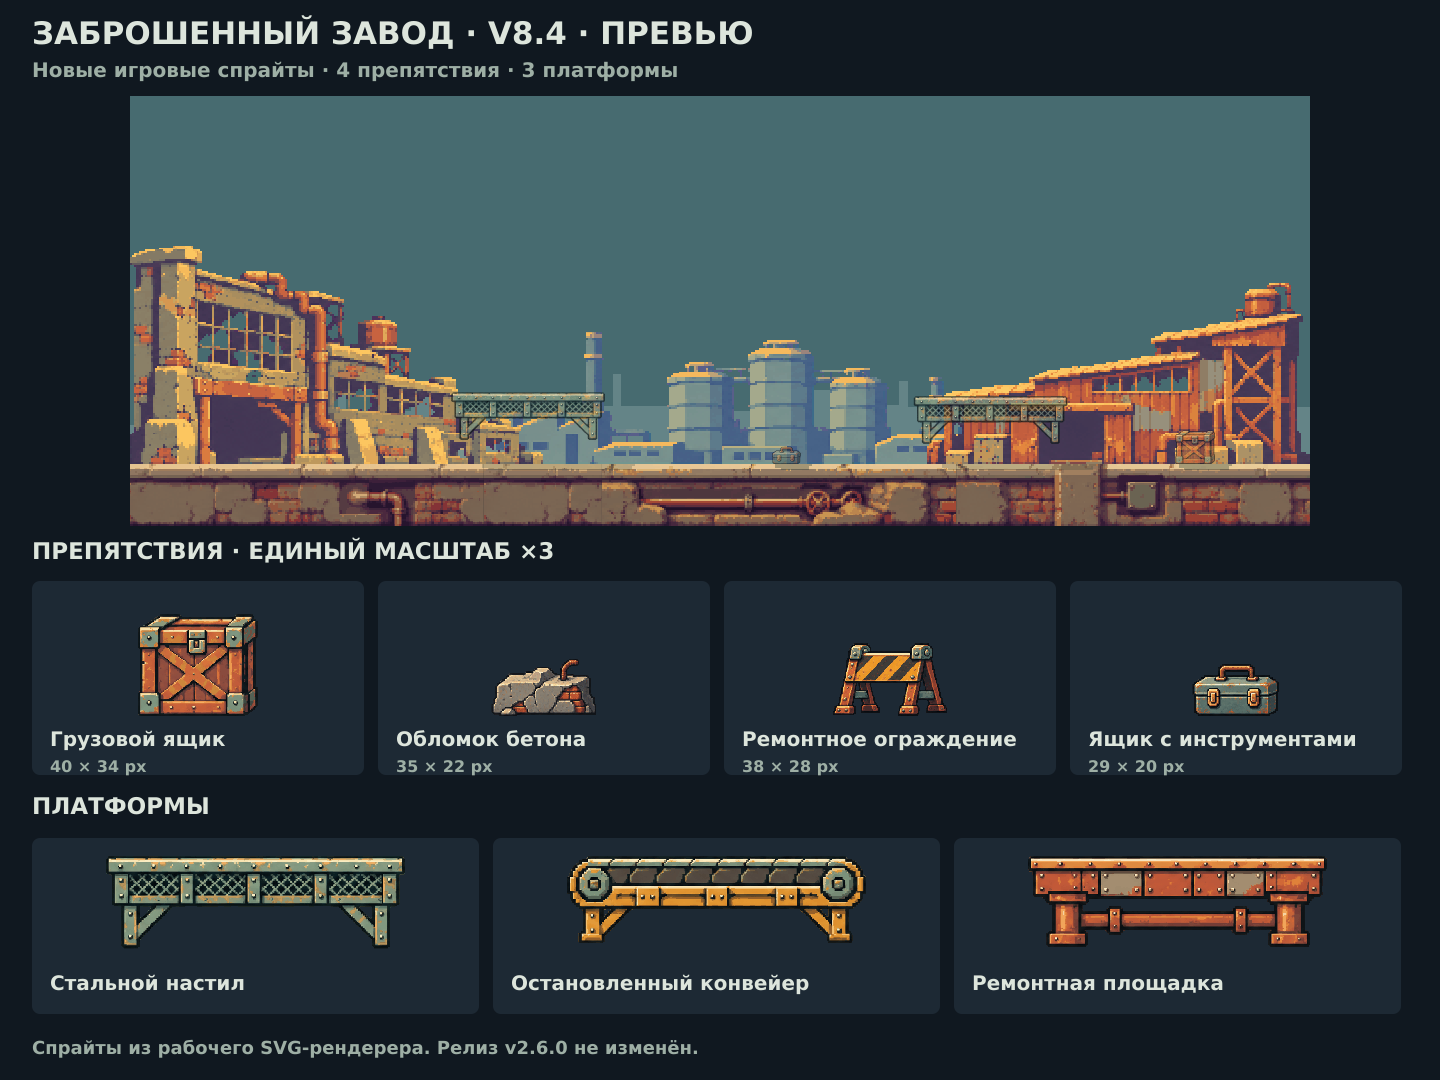 ЗАБРОШЕННЫЙ ЗАВОД · V8.4 · ПРЕВЬЮ
Новые игровые спрайты · 4 препятствия · 3 платформы
ПРЕПЯТСТВИЯ · ЕДИНЫЙ МАСШТАБ ×3
Грузовой ящик
40 × 34 px
Обломок бетона
35 × 22 px
Ремонтное ограждение
38 × 28 px
Ящик с инструментами
29 × 20 px
ПЛАТФОРМЫ
Стальной настил
Остановленный конвейер
Ремонтная площадка
Спрайты из рабочего SVG-рендерера. Релиз v2.6.0 не изменён.